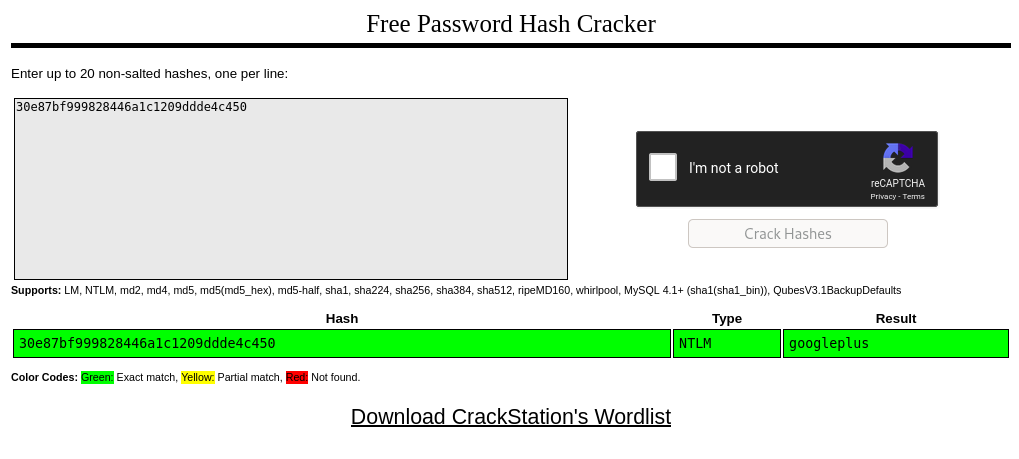 Free Password Hash Cracker
Enter up to 20 non-salted hashes, one per line:
30e87bf999828446a1c1209ddde4c450
I'm not a robot
reCAPTCHA
Privacy - Terms
Crack Hashes
Supports: LM, NTLM, md2, md4, md5, md5(md5_hex), md5-half, sha1, sha224, sha256, sha384, sha512, ripeMD160, whirlpool, MySQL 4.1+ (sha1(sha1_bin)), QubesV3.1BackupDefaults
Hash Type Result
30e87bf999828446a1c1209ddde4c450 NTLM googleplus
Color Codes: Green: Exact match, Yellow: Partial match, Red: Not found.
Download CrackStation's Wordlist